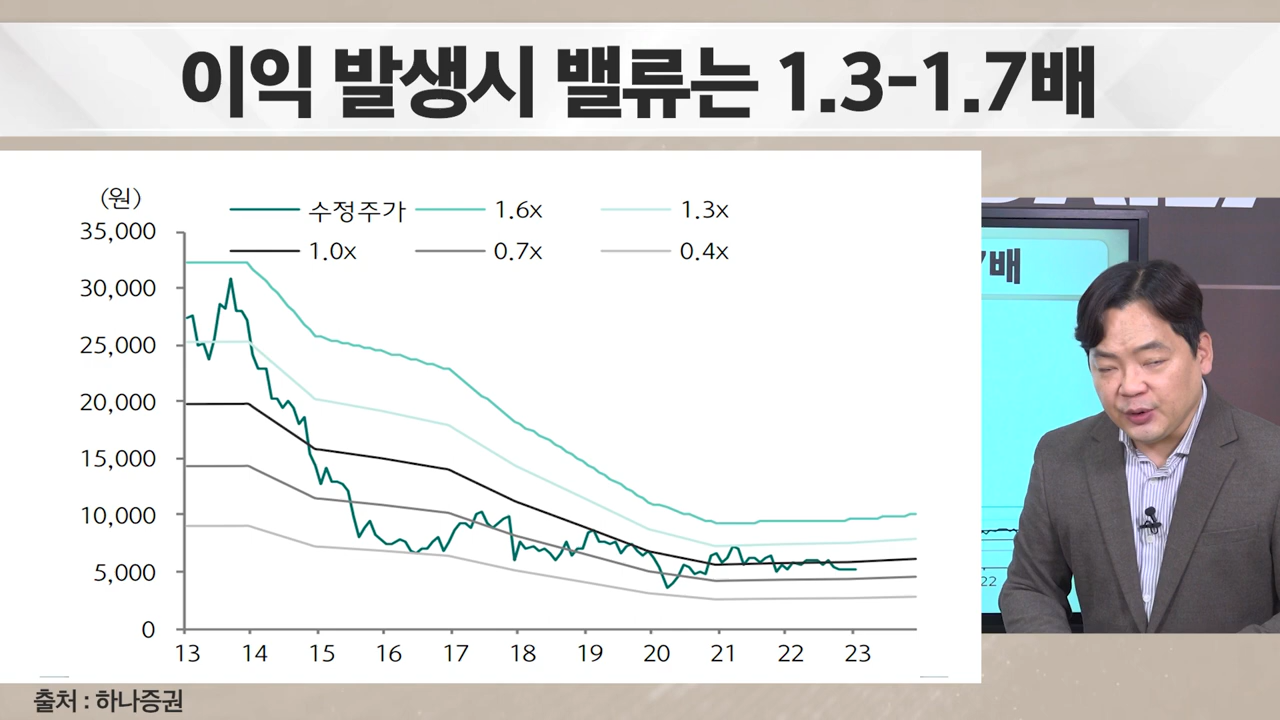 이익 발생시 밸류는 1.3-1.7배
(원)
수정주가 1.6x 1.3x
1.0x 0.7x 0.4x
35,000
30,000
25,000
20,000
15,000
10,000
5,000
0
13 14 15 16 17 18 19 20 21 22 23
7배
22
출처 : 하나증권